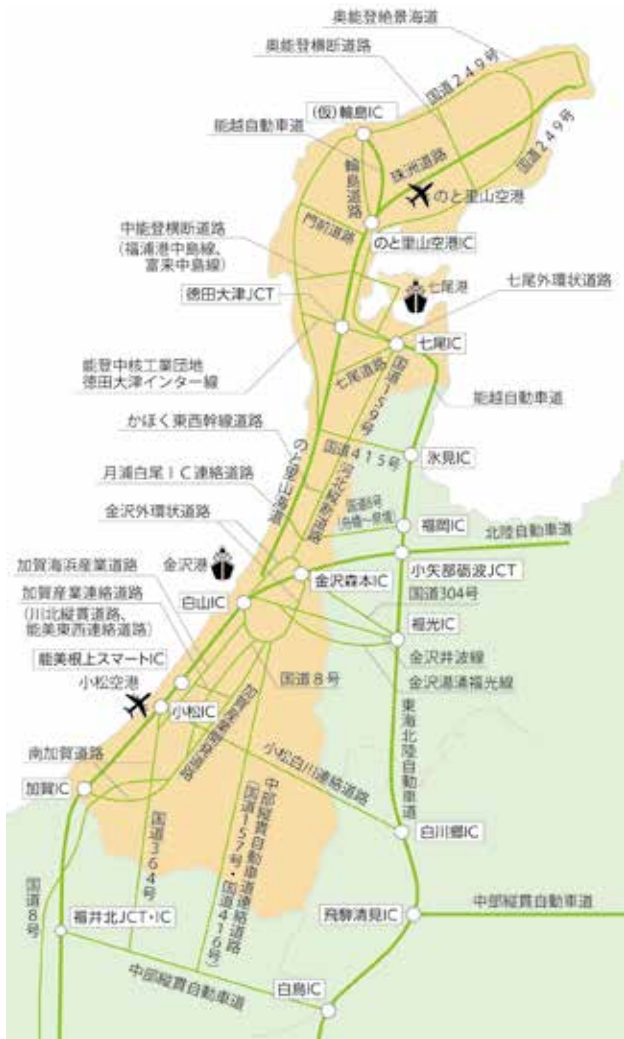 奥能登絶景海道
奥能登横断道路
国道249号
(仮)輪島IC
能越自動車道
輪島道路
珠洲道路
国道249号
のと里山空港
中能登横断道路
(福浦港中島線、
富来中島線)
門前道路
のと里山空港IC
七尾港
七尾外環状道路
徳田大津JCT
七尾IC
能登中核工業団地
徳田大津インター線
七尾道路
国道159号
能越自動車道
かほく東西幹線道路
のと里山海道
国道415号
氷見IC
月浦白尾IC連絡道路
河北縦断道路
国道8号
(舟橋〜県境)
福岡IC
金沢外環状道路
北陸自動車道
金沢港
小矢部砺波JCT
加賀海浜産業道路
金沢森本IC
国道304号
加賀産業連絡道路
(川北縦貫道路、
能美東西連絡道路)
白山IC
福光IC
金沢井波線
能美根上スマートIC
国道8号
金沢湯涌福光線
小松空港
小松IC
加賀産業開発道路
東海北陸自動車道
南加賀道路
小松白川連絡道路
加賀IC
中部縦貫自動車道連絡道路
(国道157号・国道416号)
国道364号
白川郷IC
国道8号
福井北JCT・IC
飛騨清見IC
中部縦貫自動車道
中部縦貫自動車道
白鳥IC